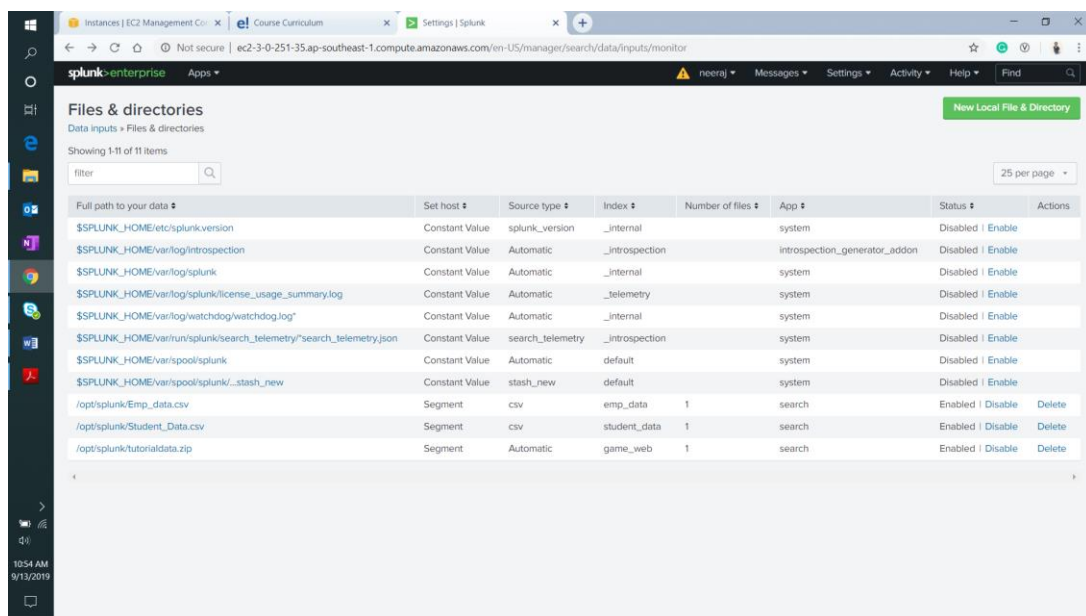 Instances | EC2 Management Con
e! Course Curriculum
Settings | Splunk
Not secure | ec2-3-0-251-35.ap-southeast-1.compute.amazonaws.com/en-US/manager/search/data/inputs/monitor
splunk>enterprise Apps neeraj Messages Settings Activity Help Find
Files & directories
New Local File & Directory
Data inputs » Files & directories
Showing 1-11 of 11 items
filter
25 per page
Full path to your data Set host Source type Index Number of files App Status Actions
$SPLUNK_HOME/etc/splunk.version Constant Value splunk_version _internal system Disabled | Enable
$SPLUNK_HOME/var/log/introspection Constant Value Automatic _introspection introspection_generator_addon Disabled | Enable
$SPLUNK_HOME/var/log/splunk Constant Value Automatic _internal system Disabled | Enable
$SPLUNK_HOME/var/log/splunk/license_usage_summary.log Constant Value Automatic _telemetry system Disabled | Enable
$SPLUNK_HOME/var/log/watchdog/watchdog.log* Constant Value Automatic _internal system Disabled | Enable
$SPLUNK_HOME/var/run/splunk/search_telemetry/*search_telemetry.json Constant Value search_telemetry _introspection system Disabled | Enable
$SPLUNK_HOME/var/spool/splunk Constant Value Automatic default system Disabled | Enable
$SPLUNK_HOME/var/spool/splunk/...stash_new Constant Value stash_new default system Disabled | Enable
/opt/splunk/Emp_data.csv Segment csv emp_data 1 search Enabled | Disable Delete
/opt/splunk/Student_Data.csv Segment csv student_data 1 search Enabled | Disable Delete
/opt/splunk/tutorialdata.zip Segment Automatic game_web 1 search Enabled | Disable Delete
10:54 AM
9/13/2019